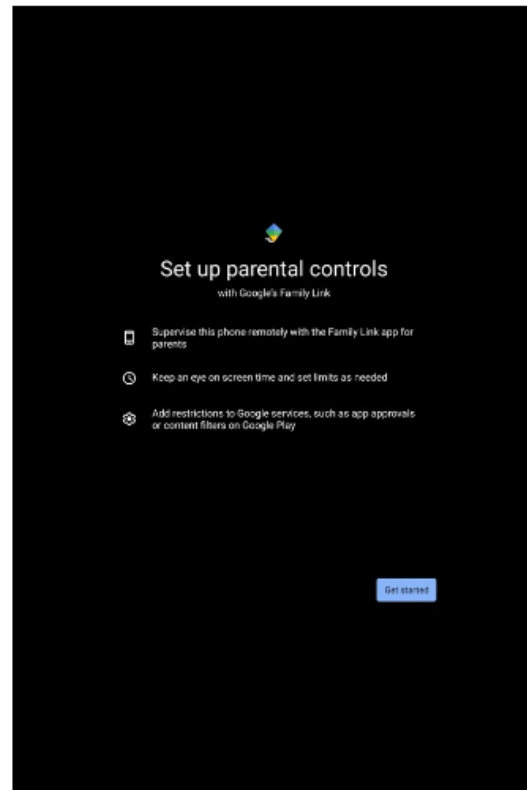 Set up parental controls
with Google's Family Link
Supervise this phone remotely with the Family Link app for
parents
Keep an eye on screen time and set limits as needed
Add restrictions to Google services, such as app approvals
or content filters on Google Play
Get started